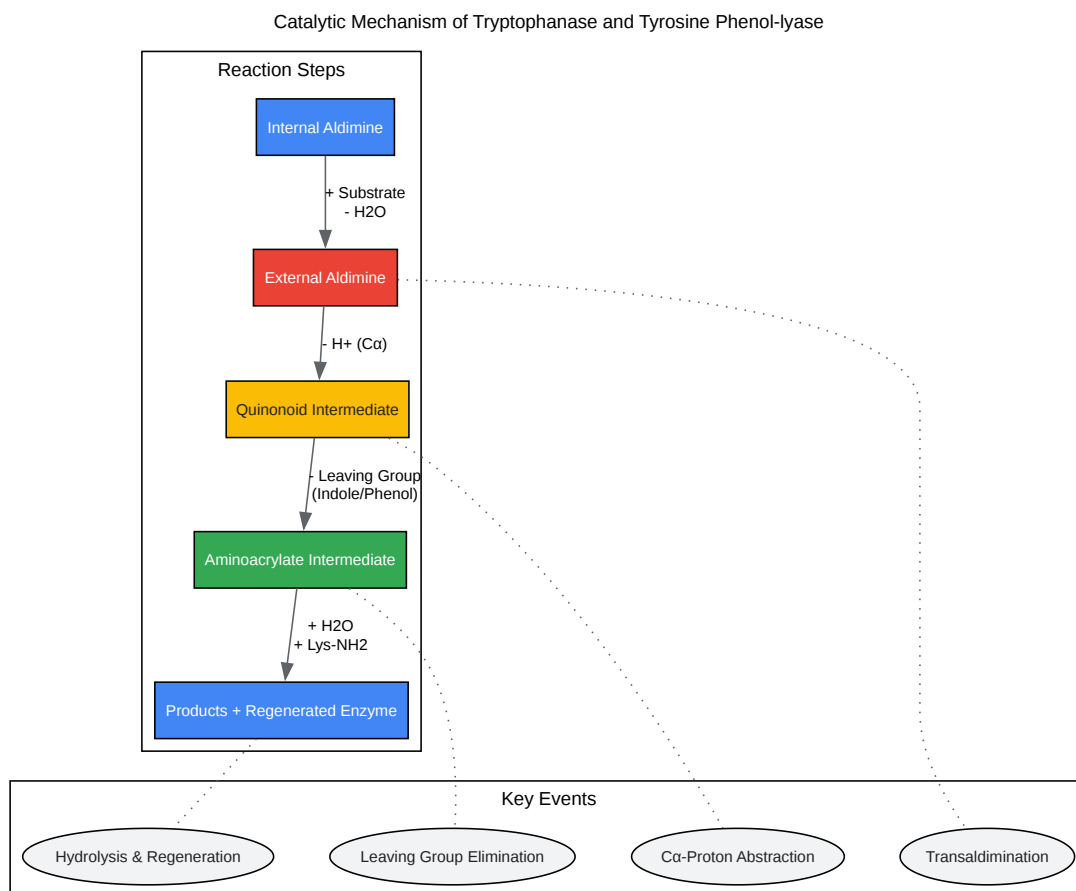 Catalytic Mechanism of Tryptophanase and Tyrosine Phenol-lyase
Reaction Steps
Internal Aldimine
+ Substrate
- H2O
External Aldimine
- H+ (Cα)
Quinonoid Intermediate
- Leaving Group
(Indole/Phenol)
Aminoacrylate Intermediate
+ H2O
+ Lys-NH2
Products + Regenerated Enzyme
Key Events
Hydrolysis & Regeneration
Leaving Group Elimination
Cα-Proton Abstraction
Transaldimination